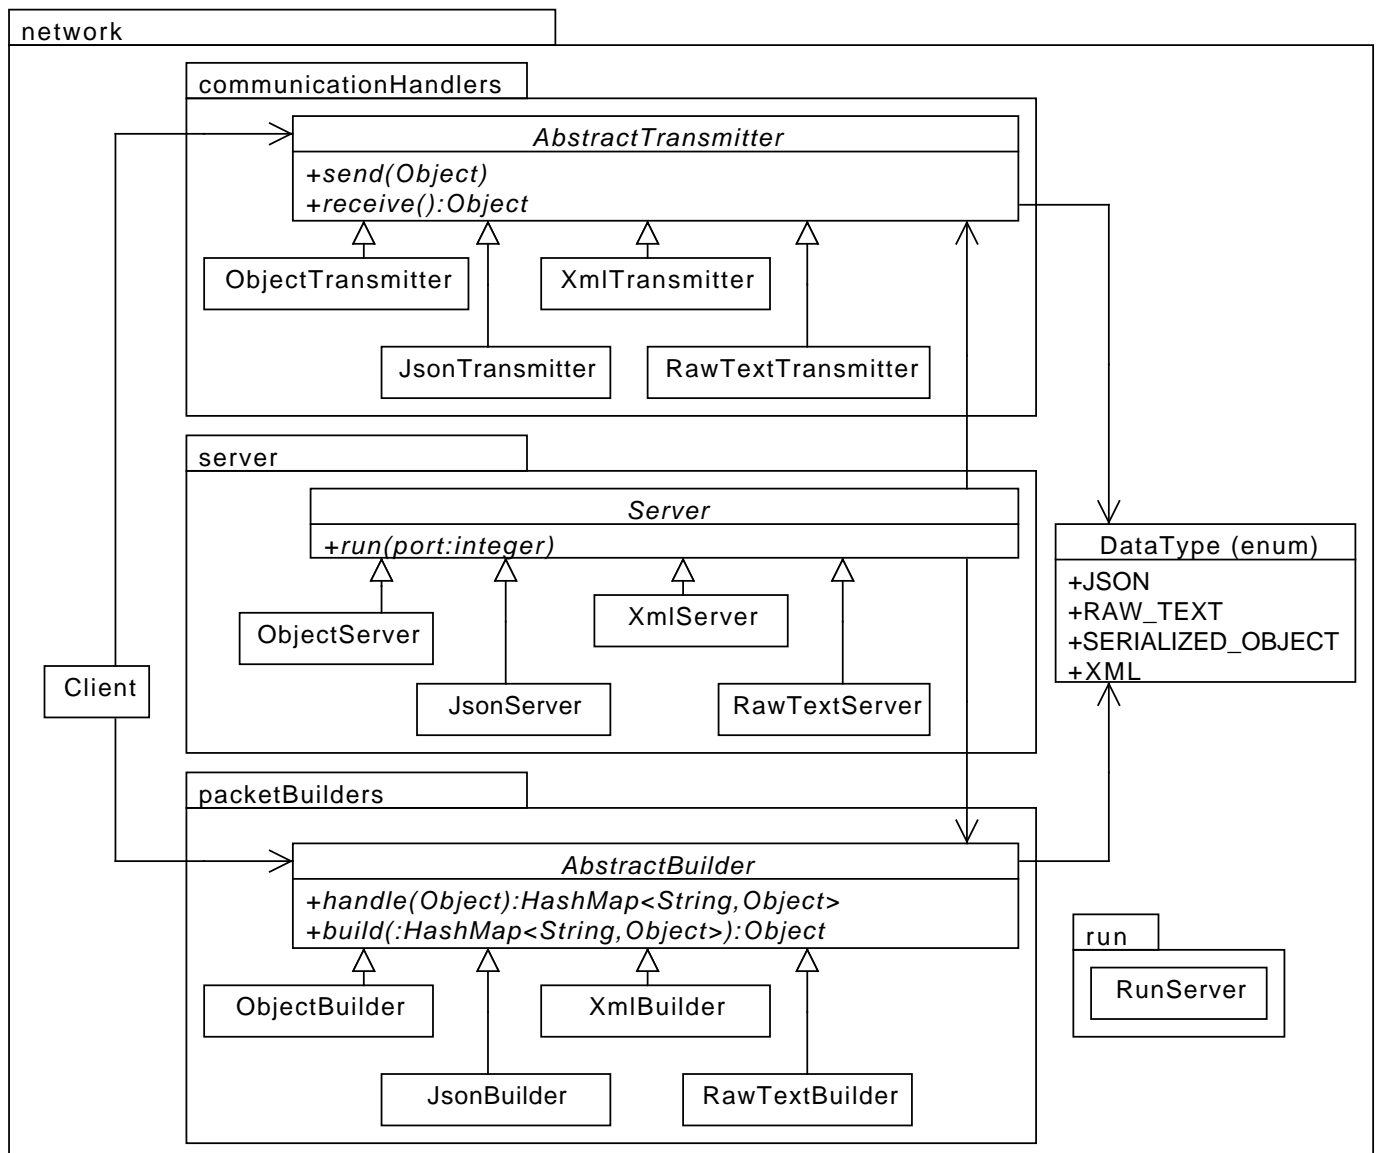 network
communicationHandlers
AbstractTransmitter
+send(Object)
+receive():Object
ObjectTransmitter
XmlTransmitter
JsonTransmitter
RawTextTransmitter
server
Server
+run(port:integer)
ObjectServer
XmlServer
JsonServer
RawTextServer
Client
DataType (enum)
+JSON
+RAW_TEXT
+SERIALIZED_OBJECT
+XML
packetBuilders
AbstractBuilder
+handle(Object):HashMap<String,Object>
+build(:HashMap<String,Object>):Object
ObjectBuilder
XmlBuilder
JsonBuilder
RawTextBuilder
run
RunServer